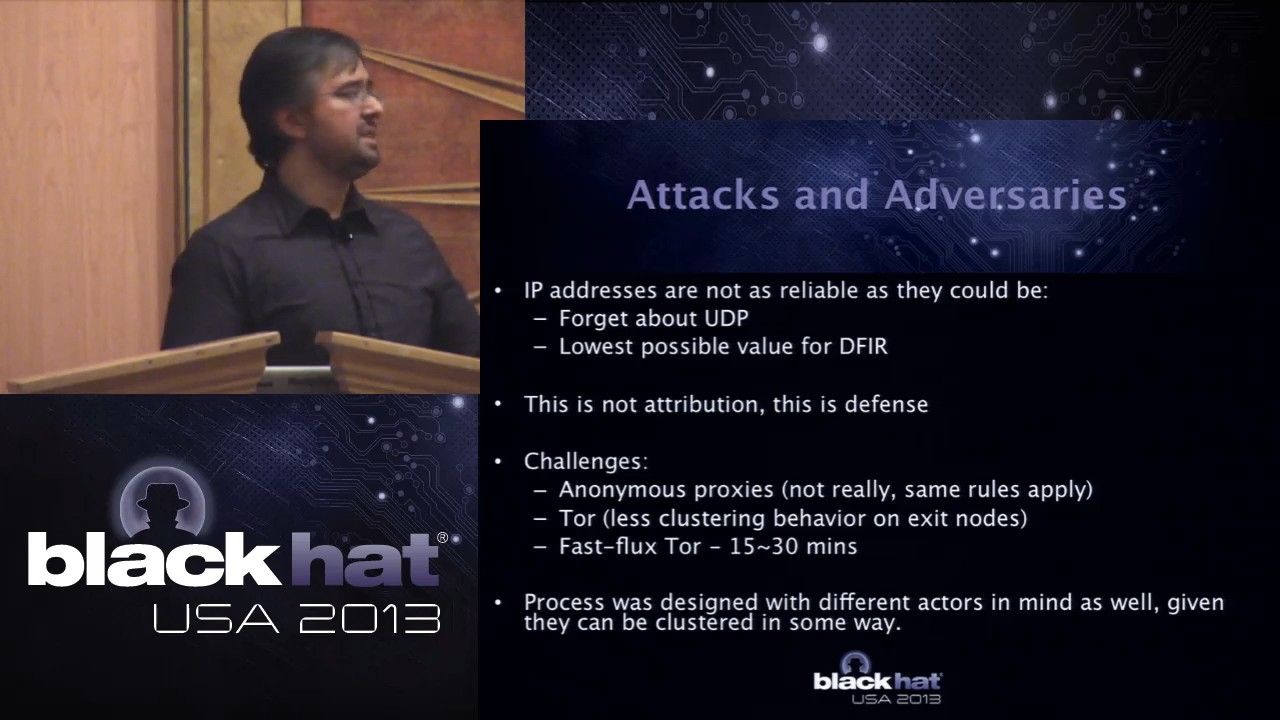 Attacks and Adversaries
• IP addresses are not as reliable as they could be:
– Forget about UDP
– Lowest possible value for DFIR
• This is not attribution, this is defense
• Challenges:
– Anonymous proxies (not really, same rules apply)
– Tor (less clustering behavior on exit nodes)
– Fast-flux Tor – 15~30 mins
• Process was designed with different actors in mind as well, given
they can be clustered in some way.
black hat®
USA 2013
black hat
USA 2013